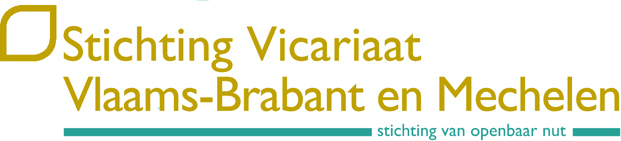 Stichting Vicariaat
Vlaams-Brabant en Mechelen
stichting van openbaar nut